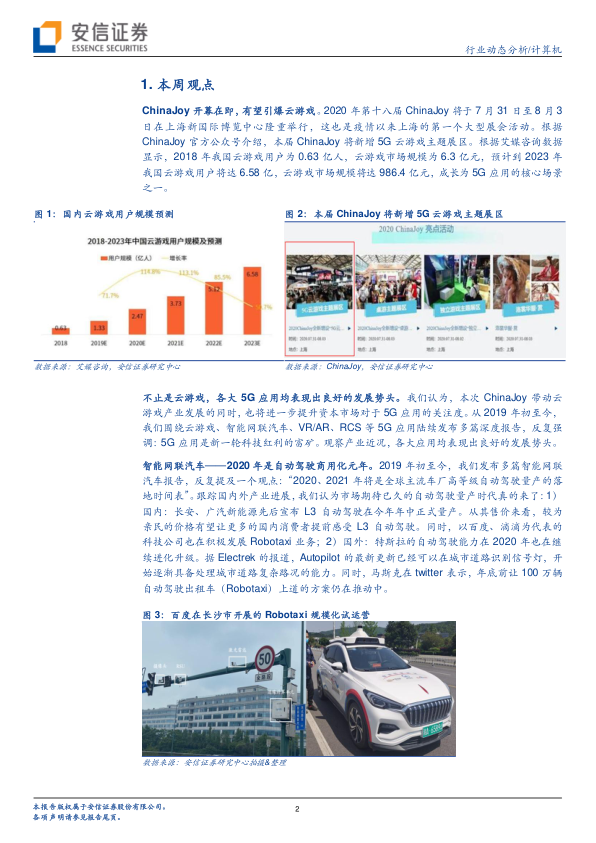 安信证券
ESSENCE SECURITIES
行业动态分析/计算机
1. 本周观点
ChinaJoy 开幕在即，有望引爆云游戏。2020 年第十八届 ChinaJoy 将于 7 月 31 日至 8 月 3
日在上海新国际博览中心隆重举行，这也是疫情以来上海的第一个大型展会活动。根据
ChinaJoy 官方公众号介绍，本届 ChinaJoy 将新增 5G 云游戏主题展区。根据艾媒咨询数据
显示，2018 年我国云游戏用户为 0.63 亿人，云游戏市场规模为 6.3 亿元，预计到 2023 年
我国云游戏用户将达 6.58 亿，云游戏市场规模将达 986.4 亿元，成长为 5G 应用的核心场景
之一。
图 1：国内云游戏用户规模预测
图 2：本届 ChinaJoy 将新增 5G 云游戏主题展区
2018-2023年中国云游戏用户规模及预测
用户规模（亿人） 增长率
111.7%
114.8%
113.1%
85.5%
0.63
1.33
2.47
3.73
5.32
6.58
2018 2019E 2020E 2021E 2022E 2023E
2020 ChinaJoy 亮点活动
5G云游戏主题展区
桌游主题展区
独立游戏主题展区
数据来源：艾媒咨询，安信证券研究中心
数据来源：ChinaJoy，安信证券研究中心
不止是云游戏，各大 5G 应用均表现出良好的发展势头。我们认为，本次 ChinaJoy 带动云
游戏产业发展的同时，也将进一步提升资本市场对于 5G 应用的关注度。从 2019 年初至今，
我们围绕云游戏、智能网联汽车、VR/AR、RCS 等 5G 应用陆续发布多篇深度报告，反复强
调：5G 应用是新一轮科技红利的富矿。观察产业近况，各大应用均表现出良好的发展势头。
智能网联汽车——2020 年是自动驾驶商用化元年。2019 年初至今，我们发布多篇智能网联
汽车报告，反复提及一个观点：“2020、2021 年将是全球主流车厂高等级自动驾驶量产的落
地时间表”。跟踪国内外产业进展，我们认为市场期待已久的自动驾驶量产时代真的来了：1）
国内：长安、广汽新能源先后宣布 L3 自动驾驶在今年年中正式量产。从其售价来看，较为
亲民的价格有望让更多的国内消费者提前感受 L3 自动驾驶。同时，以百度、滴滴为代表的
科技公司也在积极发展 Robotaxi 业务；2）国外：特斯拉的自动驾驶能力在 2020 年也在继
续进化升级。据 Electrek 的报道，Autopilot 的最新更新已经可以在城市道路识别信号灯，开
始逐渐具备处理城市道路复杂路况的能力。同时，马斯克在 twitter 表示，年底前让 100 万辆
自动驾驶出租车（Robotaxi）上道的方案仍在推动中。
图 3：百度在长沙市开展的 Robotaxi 规模化试运营
50
数据来源：安信证券研究中心拍摄&整理
本报告版权属于安信证券股份有限公司。
各项声明请参见报告尾页。
2